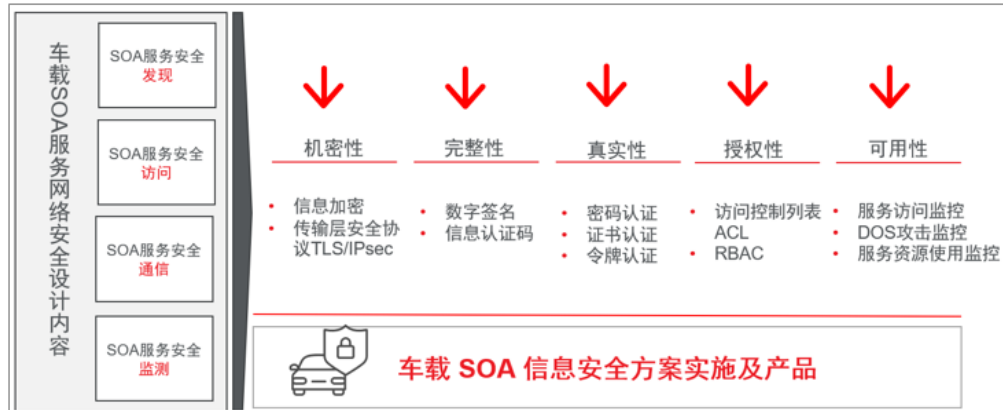 车载SOA服务网络安全设计内容
SOA服务安全
发现
SOA服务安全
访问
SOA服务安全
通信
SOA服务安全
监测
机密性
• 信息加密
• 传输层安全协
议TLS/IPsec
完整性
• 数字签名
• 信息认证码
真实性
• 密码认证
• 证书认证
• 令牌认证
授权性
• 访问控制列表
ACL
• RBAC
可用性
• 服务访问监控
• DOS攻击监控
• 服务资源使用监控
车载 SOA 信息安全方案实施及产品